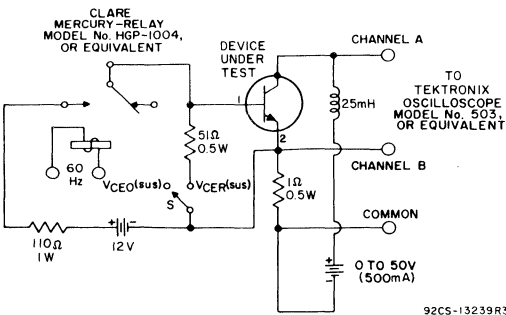 CLARE
MERCURY-RELAY
MODEL No. HGP-1004,
OR EQUIVALENT
DEVICE
UNDER
TEST
CHANNEL A
TO
TEKTRONIX
OSCILLOSCOPE
MODEL No. 503,
OR EQUIVALENT
1
25mH
2
51Ω
0.5W
CHANNEL B
60
Hz
VCEO(sus)
VCER(sus)
1Ω
0.5W
S
COMMON
+ -
110Ω
1W
12V
+
-
0 TO 50V
(500mA)
92CS-13239R3